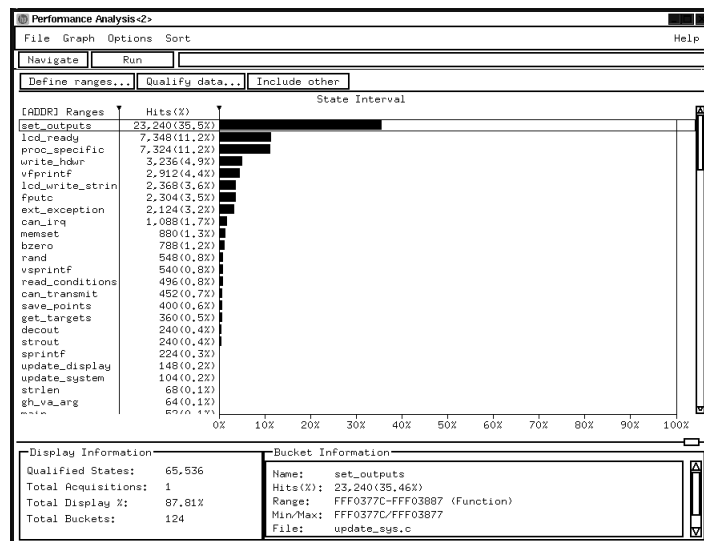 Performance Analysis<2>
File Graph Options Sort Help
Navigate Run
Define ranges... Qualify data... Include other
State Interval
[ADDR] Ranges Hits(%)
set_outputs 23,240(35.5%)
lcd_ready 7,348(11.2%)
proc_specific 7,324(11.2%)
write_hdwr 3,236(4.9%)
vfprintf 2,912(4.4%)
lcd_write_strin 2,368(3.6%)
fputc 2,304(3.5%)
ext_exception 2,124(3.2%)
can_irq 1,088(1.7%)
memset 880(1.3%)
bzero 788(1.2%)
rand 548(0.8%)
vsprintf 540(0.8%)
read_conditions 496(0.8%)
can_transmit 452(0.7%)
save_points 400(0.6%)
get_targets 360(0.5%)
decout 240(0.4%)
strout 240(0.4%)
sprintf 224(0.3%)
update_display 148(0.2%)
update_system 104(0.2%)
strlen 68(0.1%)
gh_va_arg 64(0.1%)
main 52(0.1%)
0% 10% 20% 30% 40% 50% 60% 70% 80% 90% 100%
Display Information
Qualified States: 65,536
Total Acquisitions: 1
Total Display %: 87.81%
Total Buckets: 124
Bucket Information
Name: set_outputs
Hits(%): 23,240(35.46%)
Range: FFF0377C-FFF03887 (Function)
Min/Max: FFF0377C/FFF03877
File: update_sys.c